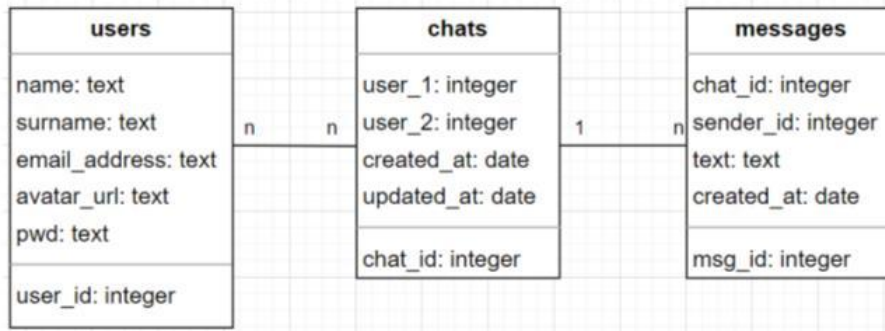 users
name: text
surname: text
email_address: text
avatar_url: text
pwd: text
user_id: integer
n
n
chats
user_1: integer
user_2: integer
created_at: date
updated_at: date
chat_id: integer
1
n
messages
chat_id: integer
sender_id: integer
text: text
created_at: date
msg_id: integer